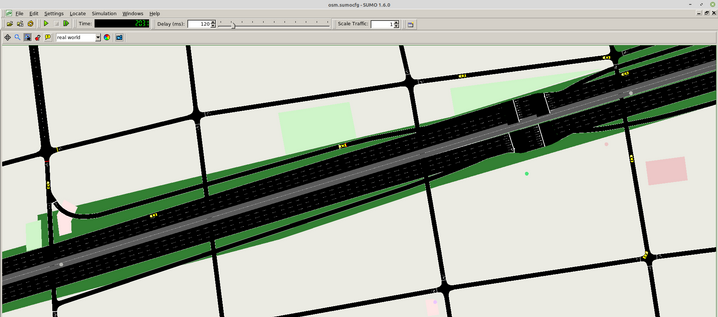 osm.sumocfg - SUMO 1.6.0
File Edit Settings Locate Simulation Windows Help
Time: Delay (ms): 120 Scale Traffic: 1
real world